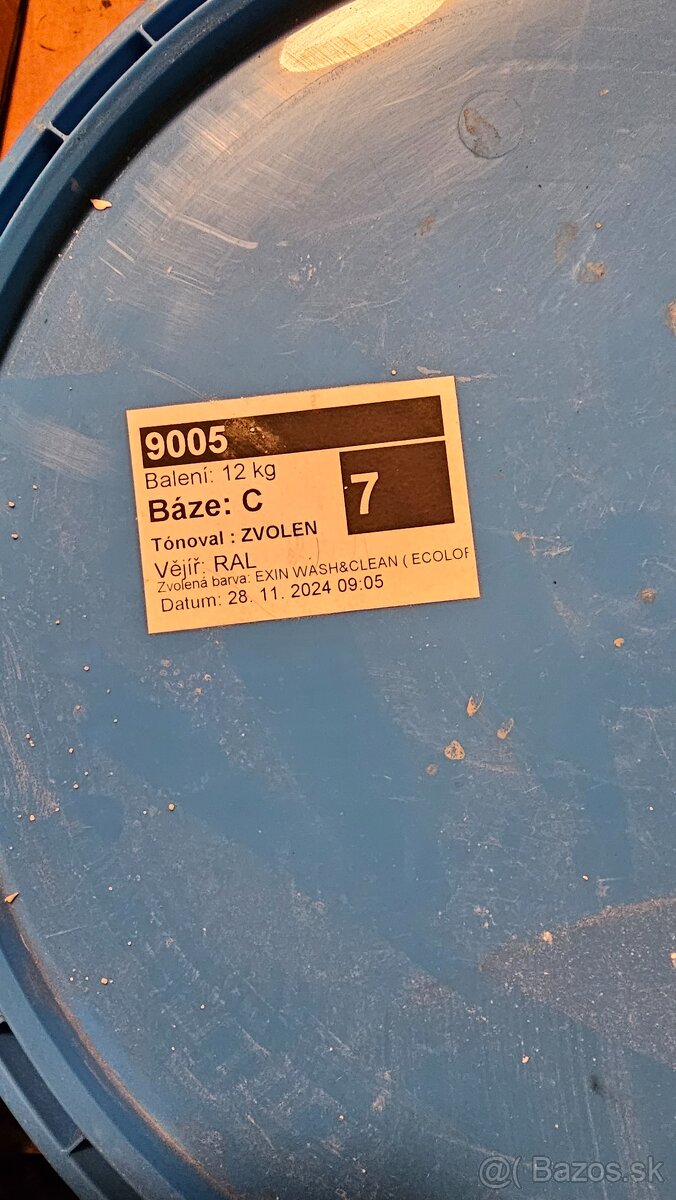 9005
Balení: 12 kg
7
Báze: C
Tónoval : ZVOLEN
Vějíř: RAL
Zvolená barva: EXIN WASH&CLEAN ( ECOLOR
Datum: 28. 11. 2024 09:05
@( Bazos.sk